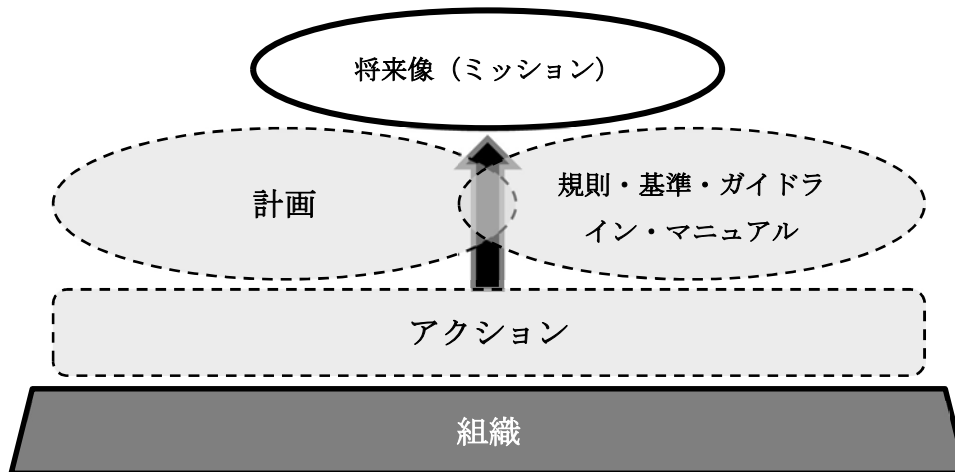 将来像（ミッション）
計画
規則・基準・ガイドラ
イン・マニュアル
アクション
組織